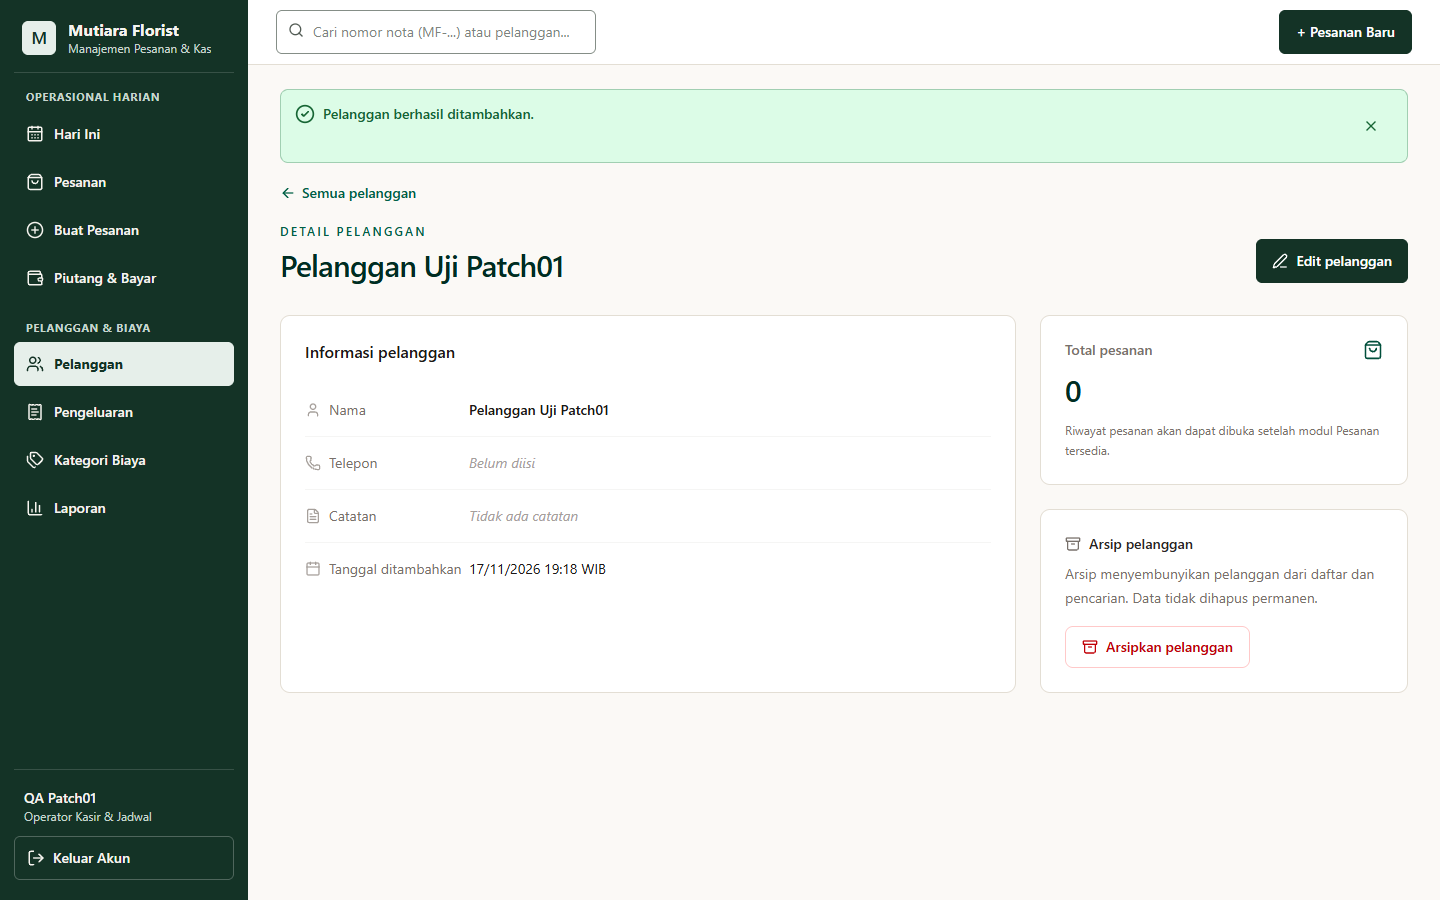 M
Mutiara Florist
Manajemen Pesanan & Kas
OPERASIONAL HARIAN
Hari Ini
Pesanan
Buat Pesanan
Piutang & Bayar
PELANGGAN & BIAYA
Pelanggan
Pengeluaran
Kategori Biaya
Laporan
QA Patch01
Operator Kasir & Jadwal
Keluar Akun
Cari nomor nota (MF-...) atau pelanggan...
+ Pesanan Baru
Pelanggan berhasil ditambahkan.
Semua pelanggan
DETAIL PELANGGAN
Pelanggan Uji Patch01
Edit pelanggan
Informasi pelanggan
Nama Pelanggan Uji Patch01
Telepon Belum diisi
Catatan Tidak ada catatan
Tanggal ditambahkan 17/11/2026 19:18 WIB
Total pesanan
0
Riwayat pesanan akan dapat dibuka setelah modul Pesanan
tersedia.
Arsip pelanggan
Arsip menyembunyikan pelanggan dari daftar dan
pencarian. Data tidak dihapus permanen.
Arsipkan pelanggan